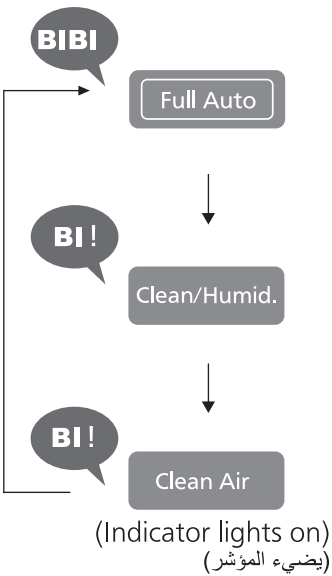 BIBI
Full Auto
BI!
Clean/Humid.
BI!
Clean Air
(Indicator lights on)
(يضيء المؤشر)